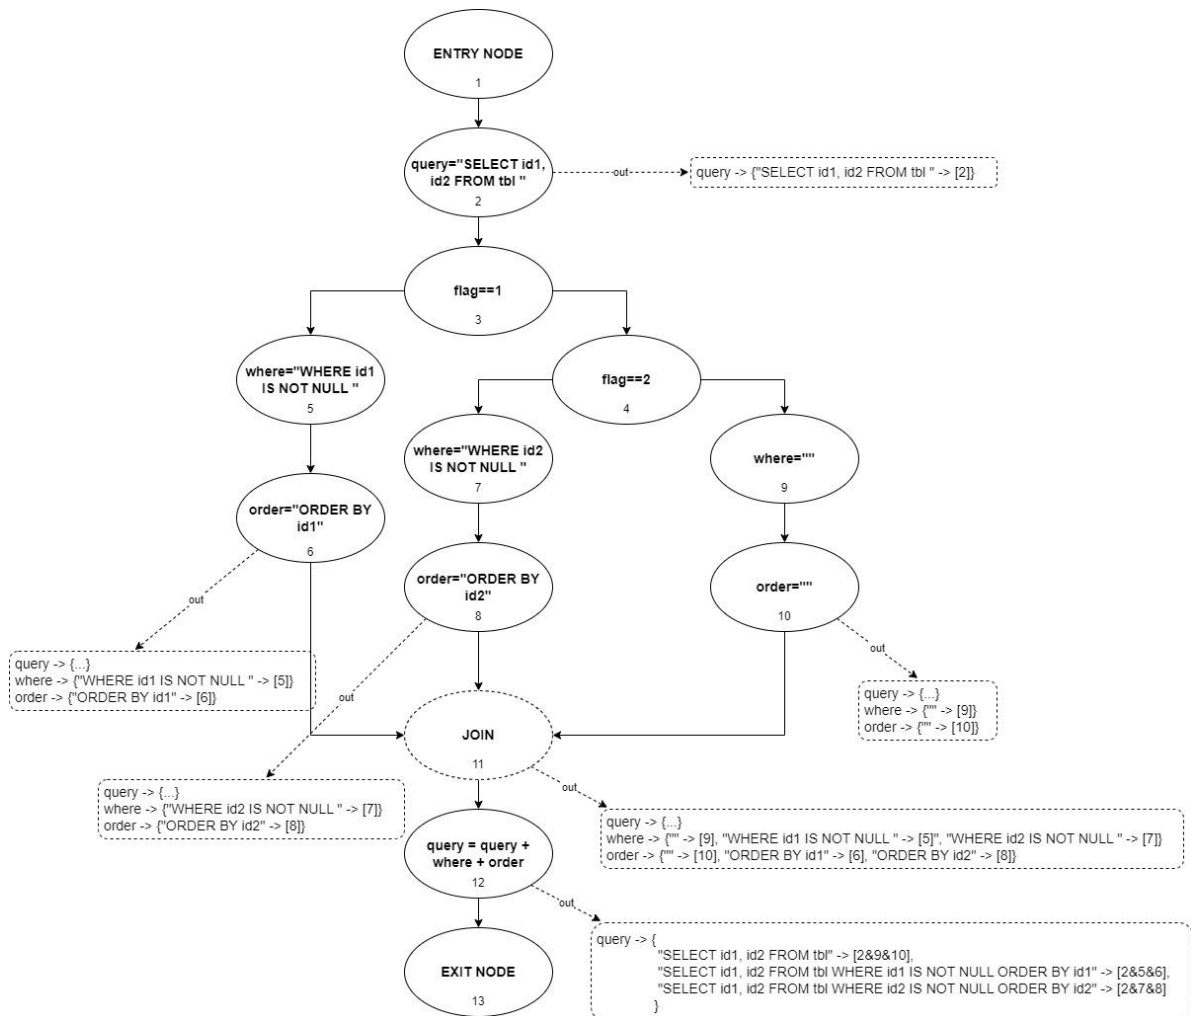 ENTRY NODE
1
query="SELECT id1,
id2 FROM tbl "
2
out
query -> {"SELECT id1, id2 FROM tbl " -> [2]}
flag==1
3
where="WHERE id1
IS NOT NULL "
5
flag==2
4
where="WHERE id2
IS NOT NULL "
7
where=""
9
order="ORDER BY
id1"
6
order="ORDER BY
id2"
8
order=""
10
out
query -> {...}
where -> {"WHERE id1 IS NOT NULL " -> [5]}
order -> {"ORDER BY id1" -> [6]}
out
out
query -> {...}
where -> {"" -> [9]}
order -> {"" -> [10]}
JOIN
11
query -> {...}
where -> {"WHERE id2 IS NOT NULL " -> [7]}
order -> {"ORDER BY id2" -> [8]}
out
query -> {...}
where -> {"" -> [9], "WHERE id1 IS NOT NULL " -> [5]", "WHERE id2 IS NOT NULL " -> [7]}
order -> {"" -> [10], "ORDER BY id1" -> [6], "ORDER BY id2" -> [8]}
query = query +
where + order
12
out
query -> {
"SELECT id1, id2 FROM tbl" -> [2&9&10],
"SELECT id1, id2 FROM tbl WHERE id1 IS NOT NULL ORDER BY id1" -> [2&5&6],
"SELECT id1, id2 FROM tbl WHERE id2 IS NOT NULL ORDER BY id2" -> [2&7&8]
}
EXIT NODE
13